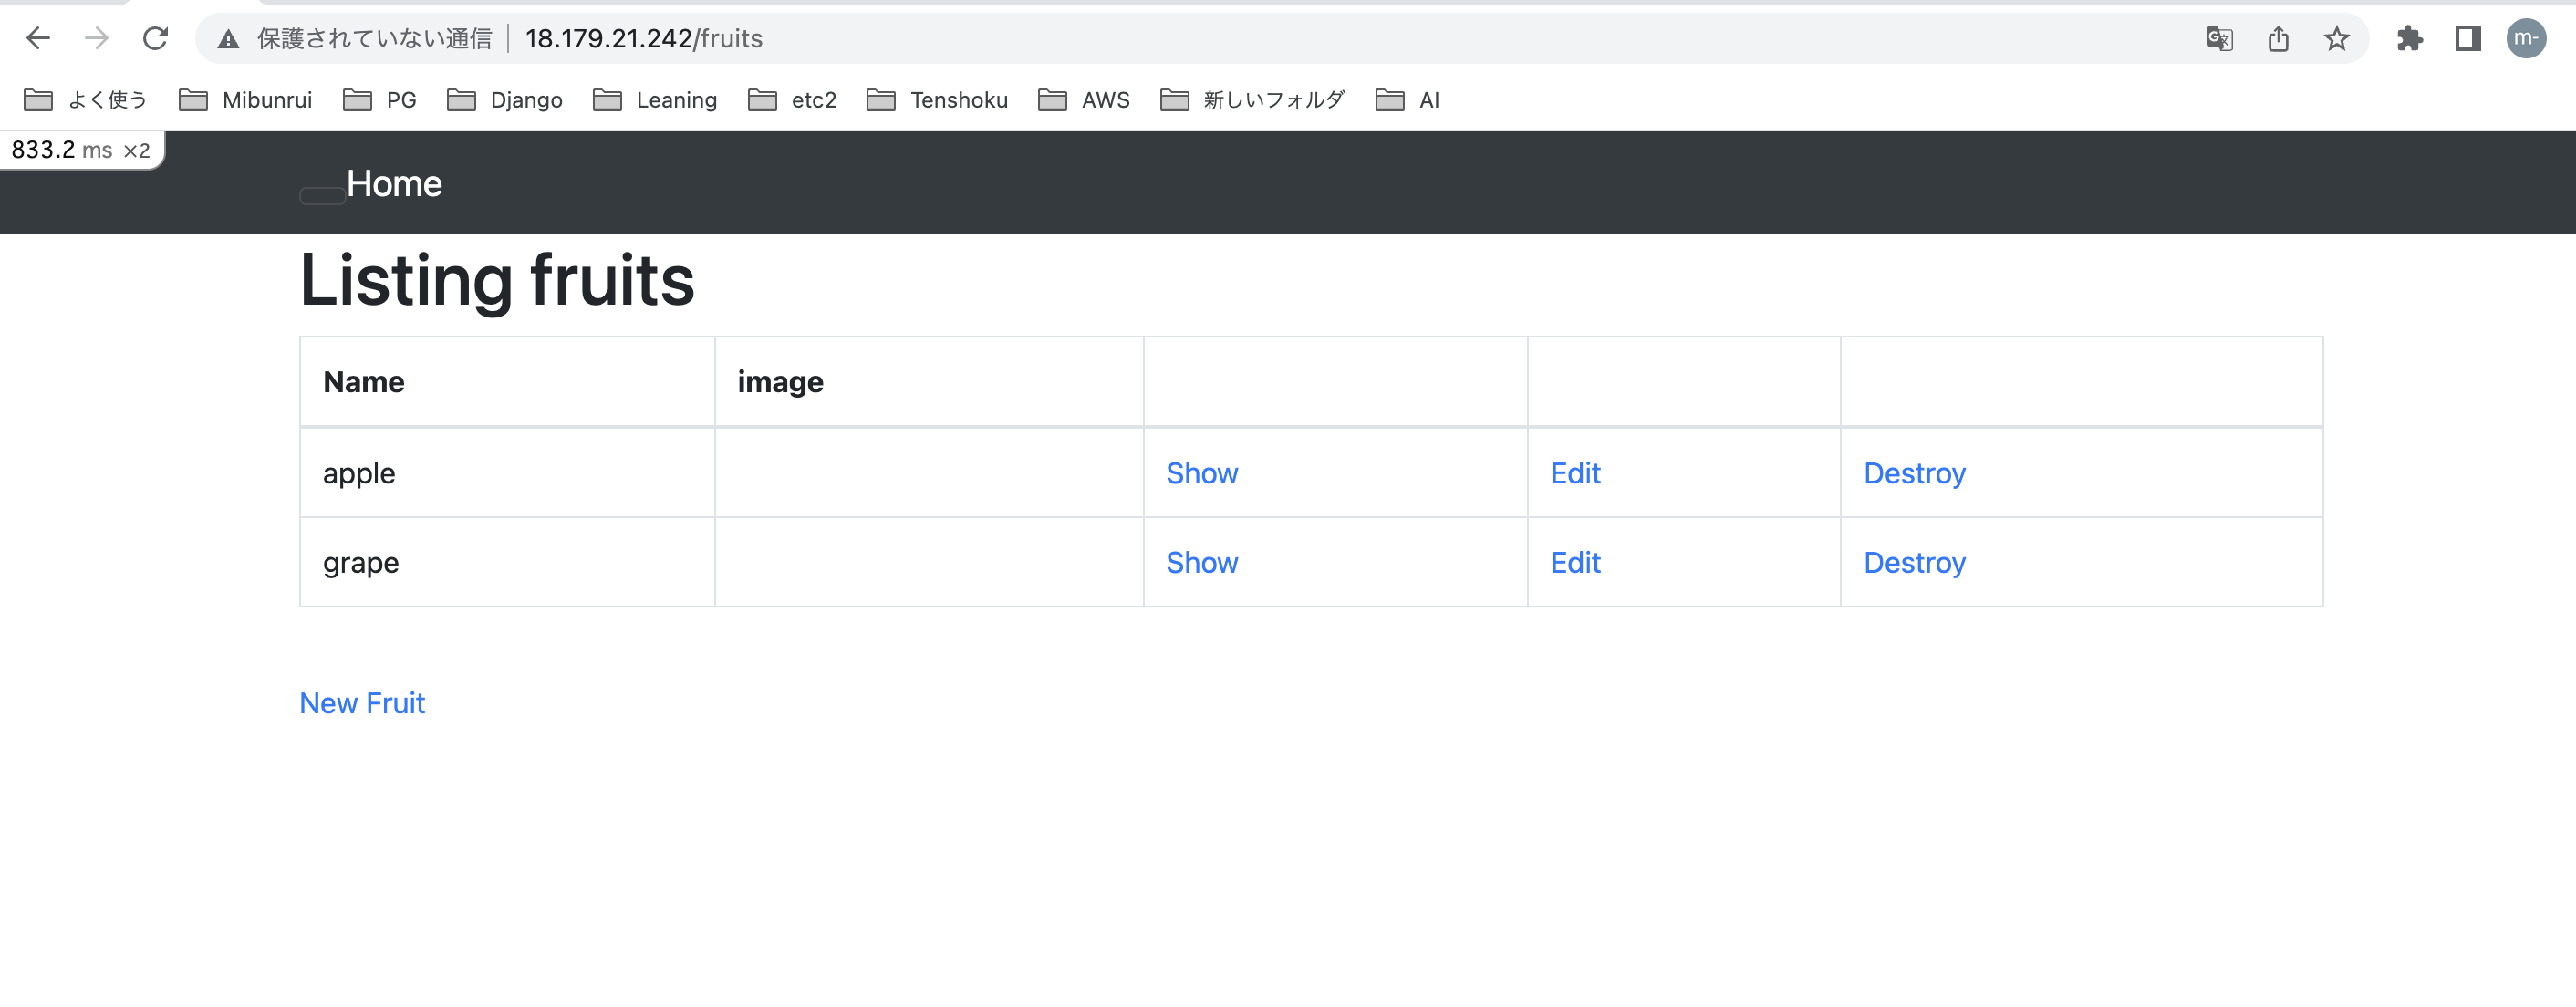 保護されていない通信 18.179.21.242/fruits m-
よく使う Mibunrui PG Django Leaning etc2 Tenshoku AWS 新しいフォルダ AI
833.2 ms ×2
Home
Listing fruits
Name image
apple Show Edit Destroy
grape Show Edit Destroy
New Fruit